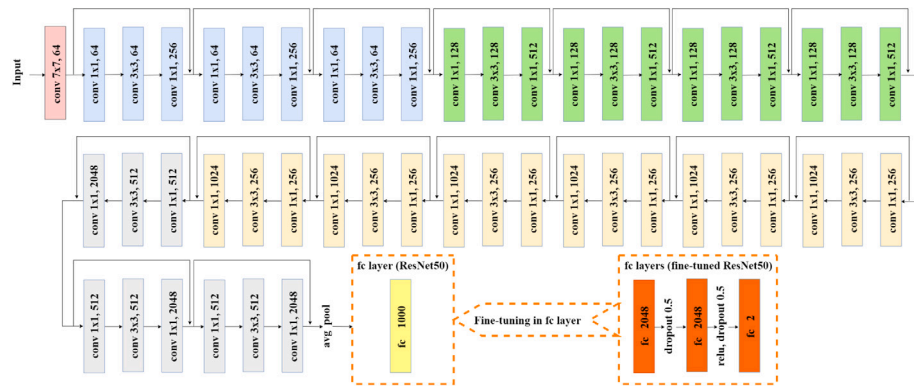 Input
conv 7x7, 64
conv 1x1, 64
conv 3x3, 64
conv 1x1, 256
conv 1x1, 64
conv 3x3, 64
conv 1x1, 256
conv 1x1, 64
conv 3x3, 64
conv 1x1, 256
conv 1x1, 128
conv 3x3, 128
conv 1x1, 512
conv 1x1, 128
conv 3x3, 128
conv 1x1, 512
conv 1x1, 128
conv 3x3, 128
conv 1x1, 512
conv 1x1, 128
conv 3x3, 128
conv 1x1, 512
conv 1x1, 2048
conv 3x3, 512
conv 1x1, 512
conv 1x1, 1024
conv 3x3, 256
conv 1x1, 256
conv 1x1, 1024
conv 3x3, 256
conv 1x1, 256
conv 1x1, 1024
conv 3x3, 256
conv 1x1, 256
conv 1x1, 1024
conv 3x3, 256
conv 1x1, 256
conv 1x1, 1024
conv 3x3, 256
conv 1x1, 256
conv 1x1, 1024
conv 3x3, 256
conv 1x1, 256
conv 1x1, 512
conv 3x3, 512
conv 1x1, 2048
conv 1x1, 512
conv 3x3, 512
conv 1x1, 2048
avg_pool
fc layer (ResNet50)
fc 1000
Fine-tuning in fc layer
fc layers (fine-tuned ResNet50)
fc 2048
dropout 0.5
fc 2048
relu, dropout 0.5
fc 2